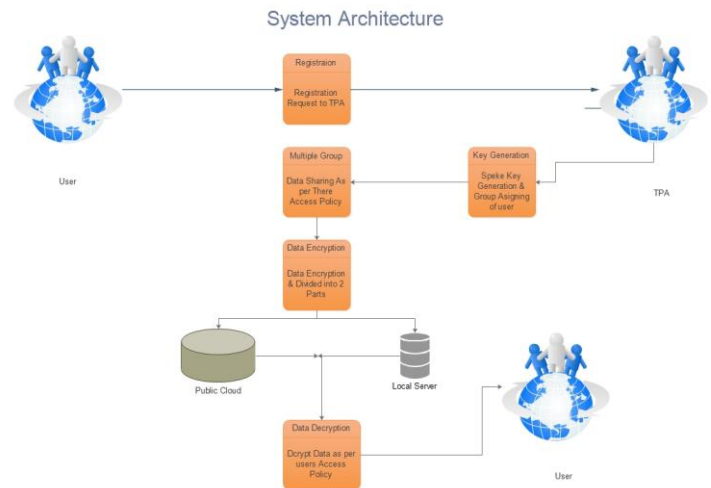 System Architecture
Registraion
Registration
Request to TPA
User
TPA
Multiple Group
Data Sharing As
per There
Access Policy
Key Generation
Speke Key
Generation &
Group Asigning
of user
Data Encryption
Data Encryption
& Divided into 2
Parts
Public Cloud
Local Server
Data Decryption
Dcrypt Data as per
users Access
Policy
User